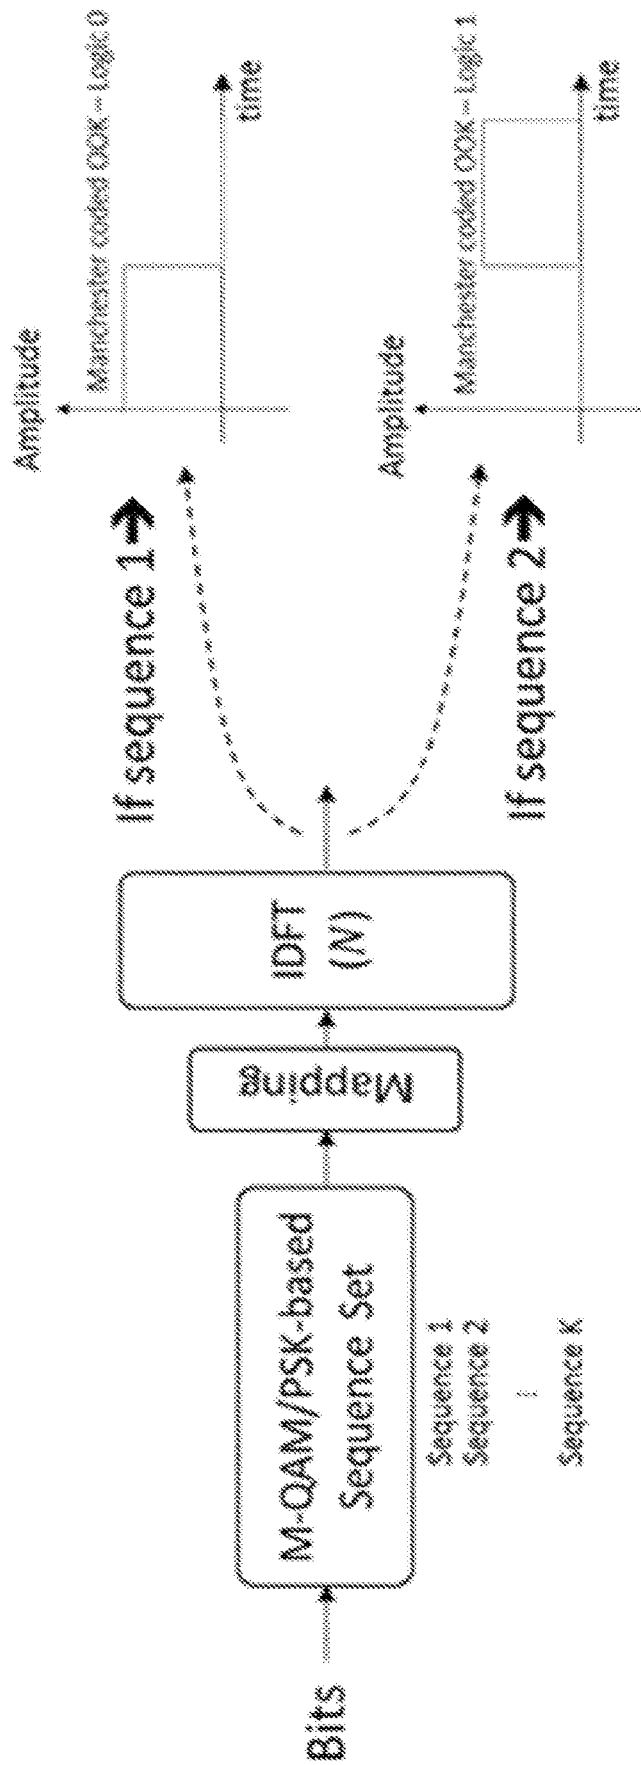 Bits
M-QAM/PSK-based
Sequence Set
Sequence 1
Sequence 2
⋮
Sequence K
Mapping
IDFT
(N)
If sequence 1➔
Amplitude
Manchester coded OOK – Logic 0
time
If sequence 2➔
Amplitude
Manchester coded OOK – Logic 1
time